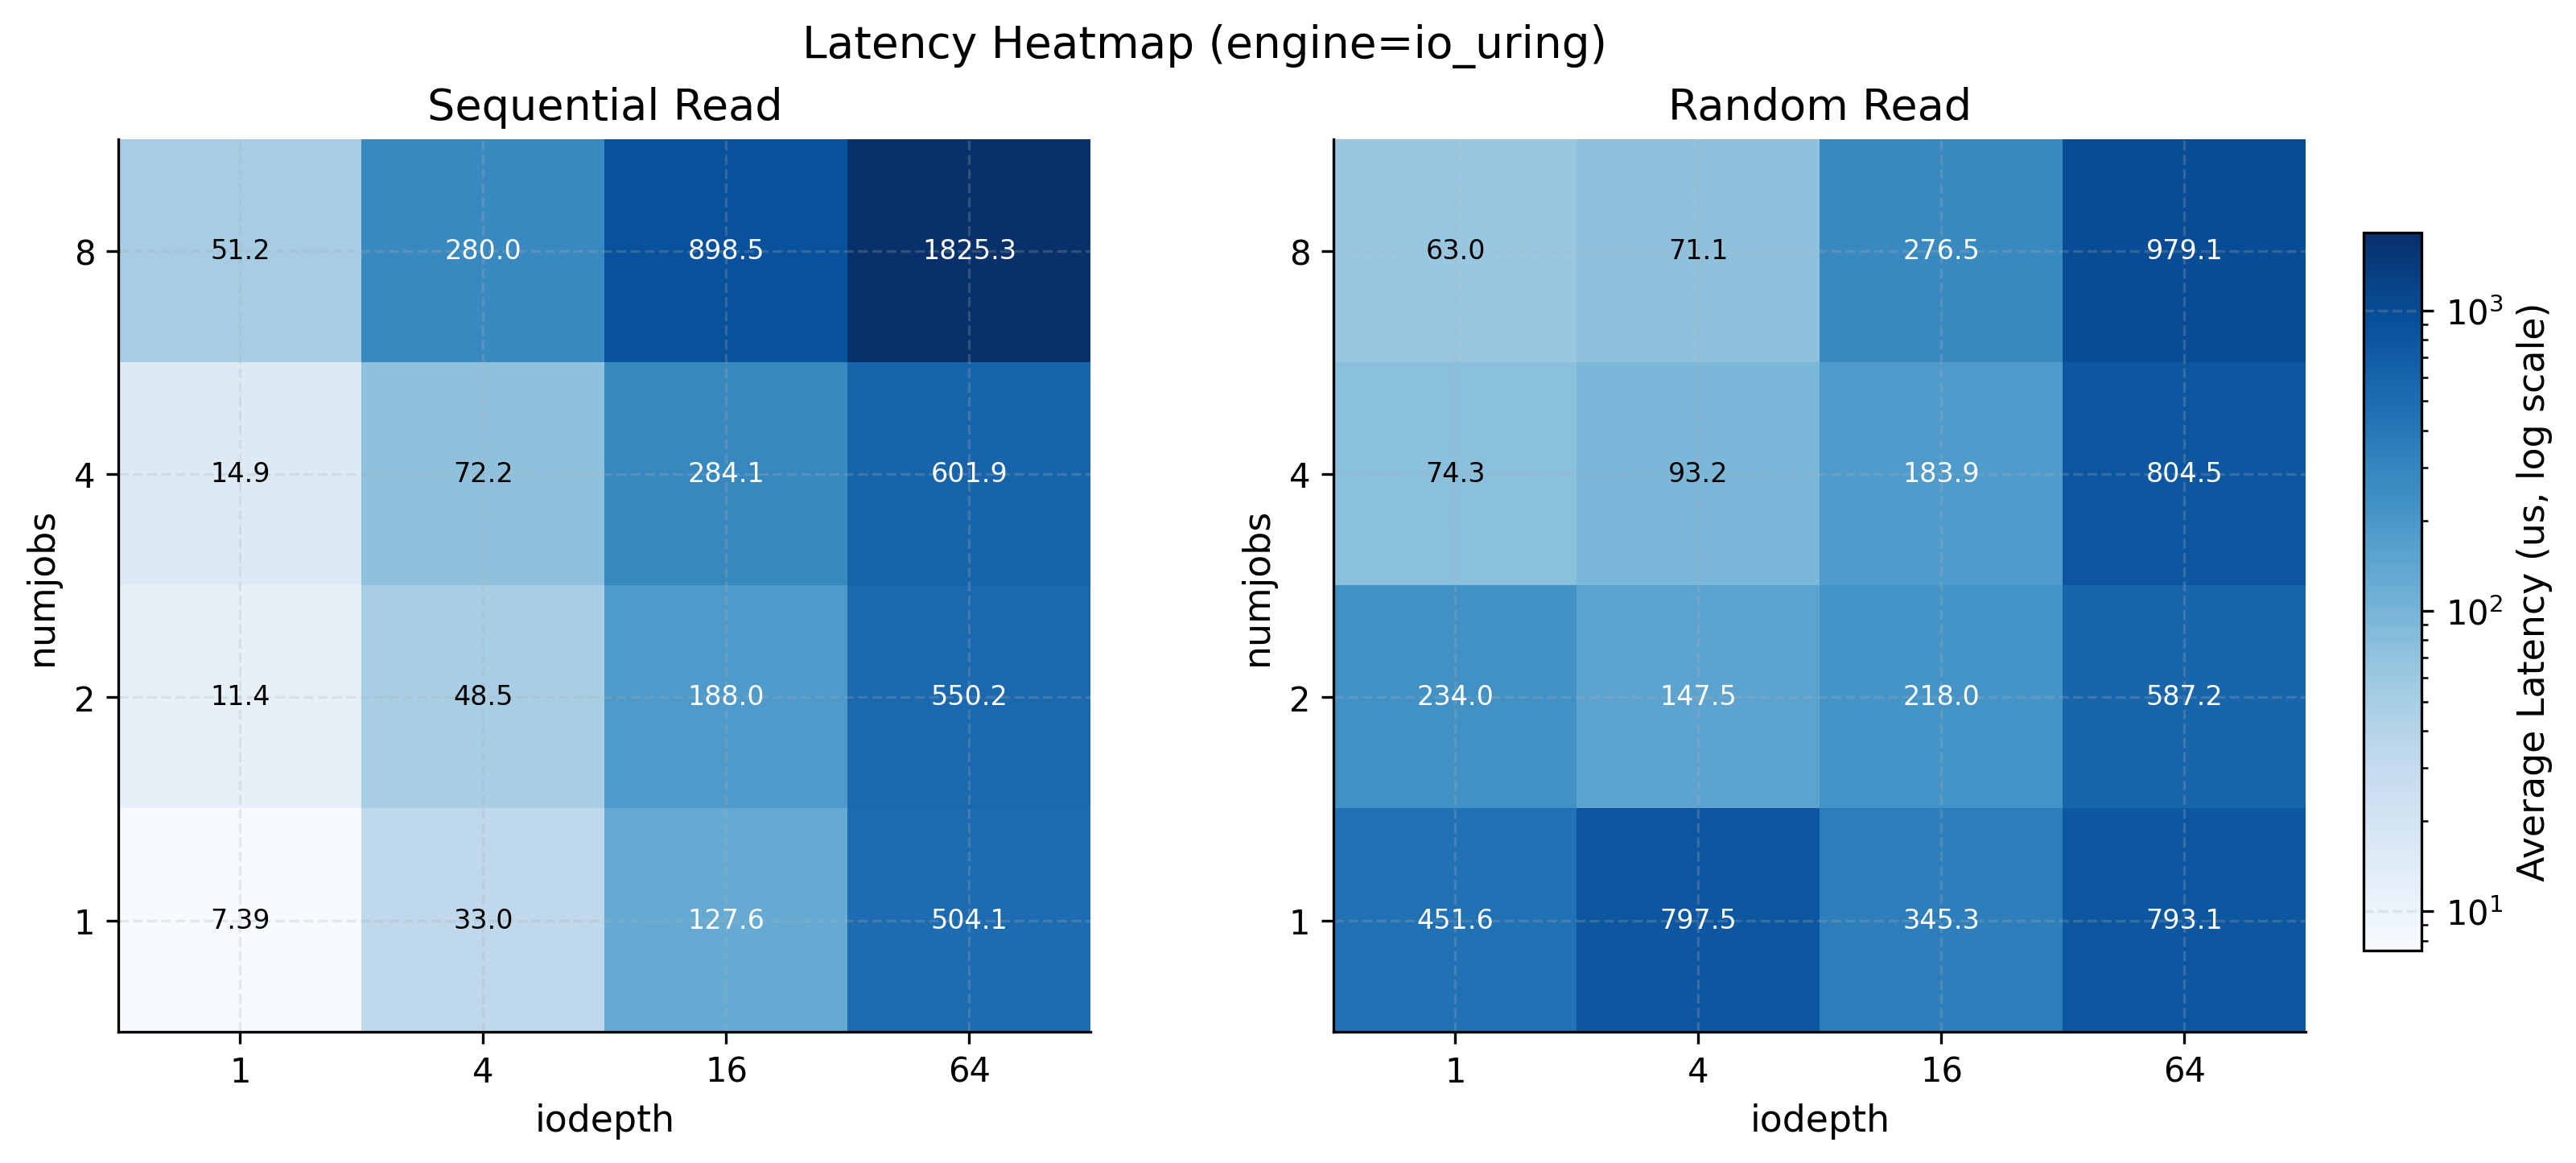 Latency Heatmap (engine=io_uring)
Sequential Read
8
4
2
1
numjobs
51.2 280.0 898.5 1825.3
14.9 72.2 284.1 601.9
11.4 48.5 188.0 550.2
7.39 33.0 127.6 504.1
1 4 16 64
iodepth
Random Read
8
4
2
1
numjobs
63.0 71.1 276.5 979.1
74.3 93.2 183.9 804.5
234.0 147.5 218.0 587.2
451.6 797.5 345.3 793.1
1 4 16 64
iodepth
10³
10²
10¹
Average Latency (us, log scale)